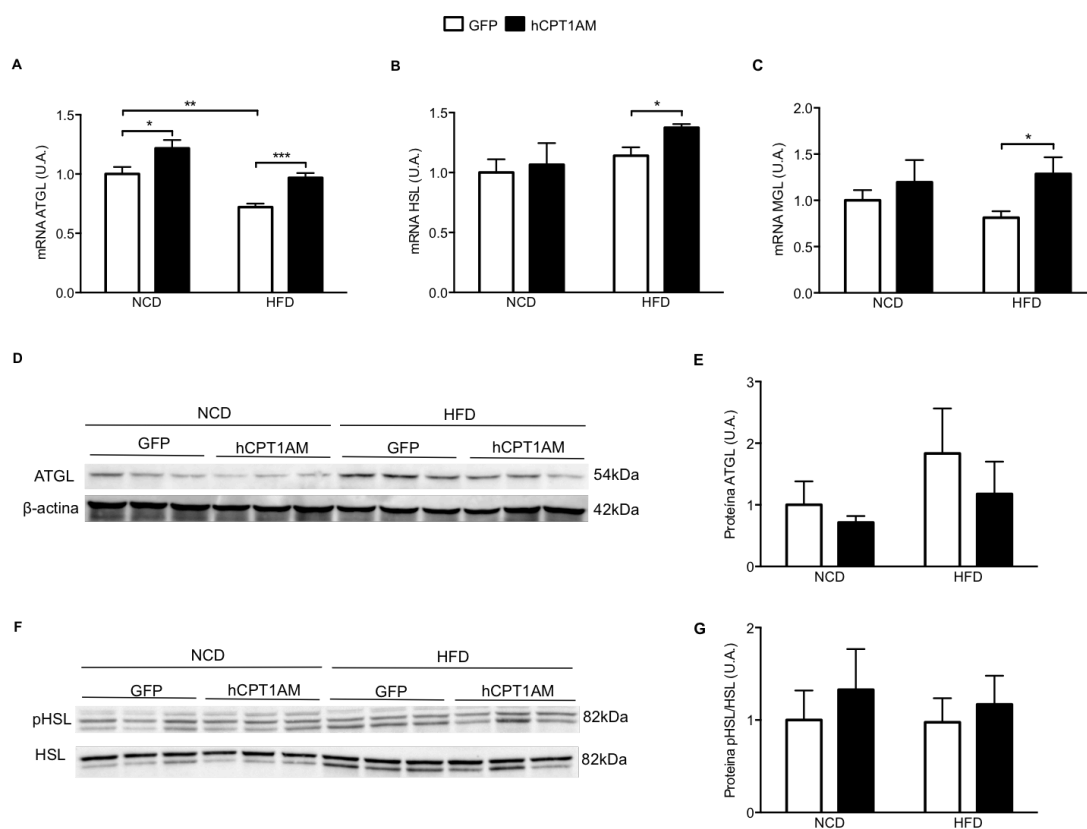 GFP hCPT1AM
A
mRNA ATGL (U.A.)
1.5
1.0
0.5
0.0
**
*
***
NCD HFD
B
mRNA HSL (U.A.)
1.5
1.0
0.5
0.0
*
NCD HFD
C
mRNA MGL (U.A.)
2.0
1.5
1.0
0.5
0.0
*
NCD HFD
D
NCD HFD
GFP hCPT1AM GFP hCPT1AM
ATGL 54kDa
β-actina 42kDa
E
Proteína ATGL (U.A.)
3
2
1
0
NCD HFD
F
NCD HFD
GFP hCPT1AM GFP hCPT1AM
pHSL 82kDa
HSL 82kDa
G
Proteina pHSL/HSL (U.A.)
2
1
0
NCD HFD